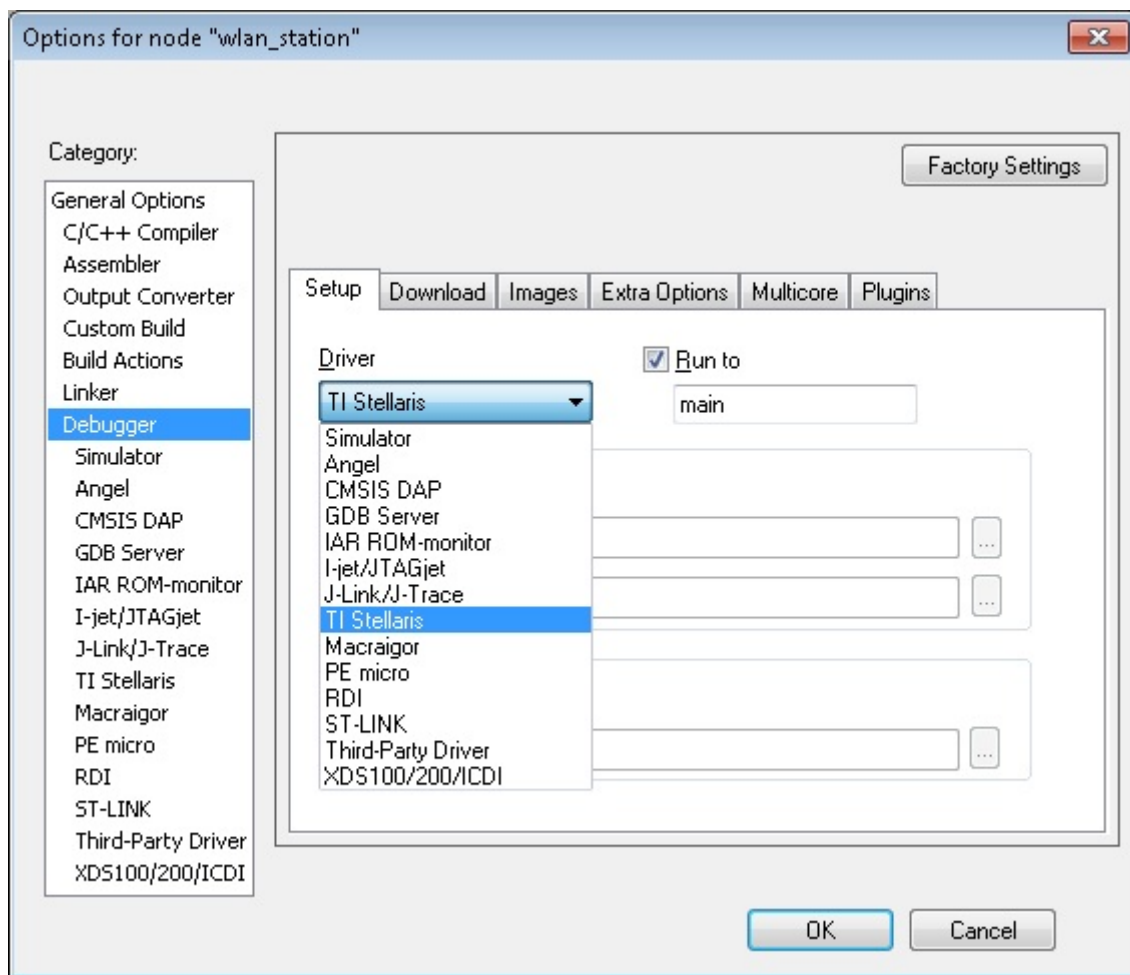 Options for node "wlan_station"
Category:
General Options
C/C++ Compiler
Assembler
Output Converter
Custom Build
Build Actions
Linker
Debugger
Simulator
Angel
CMSIS DAP
GDB Server
IAR ROM-monitor
I-jet/JTAGjet
J-Link/J-Trace
TI Stellaris
Macraigor
PE micro
RDI
ST-LINK
Third-Party Driver
XDS100/200/ICDI
Factory Settings
Setup Download Images Extra Options Multicore Plugins
Driver
Run to
TI Stellaris
main
Simulator
Angel
CMSIS DAP
GDB Server
IAR ROM-monitor
I-jet/JTAGjet
J-Link/J-Trace
TI Stellaris
Macraigor
PE micro
RDI
ST-LINK
Third-Party Driver
XDS100/200/ICDI
...
...
...
OK Cancel